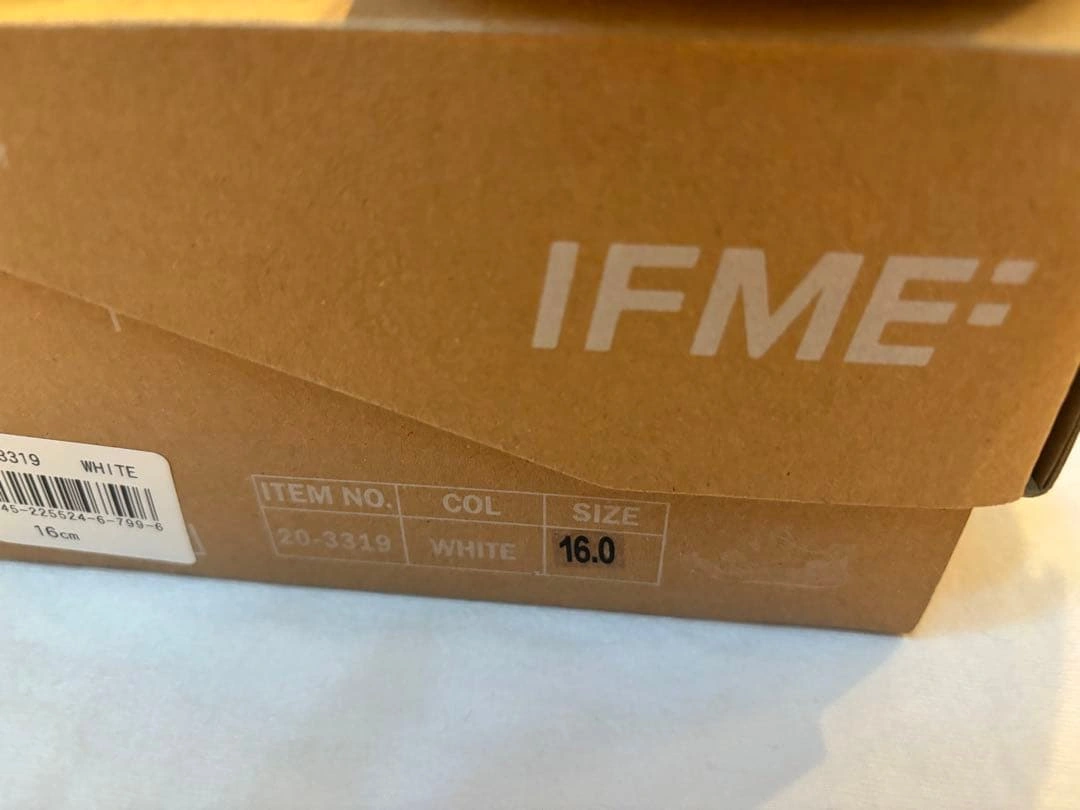 IFME
3319 WHITE
45-225524-6-799-6
16cm
ITEM NO. COL SIZE
20-3319 WHITE 16.0